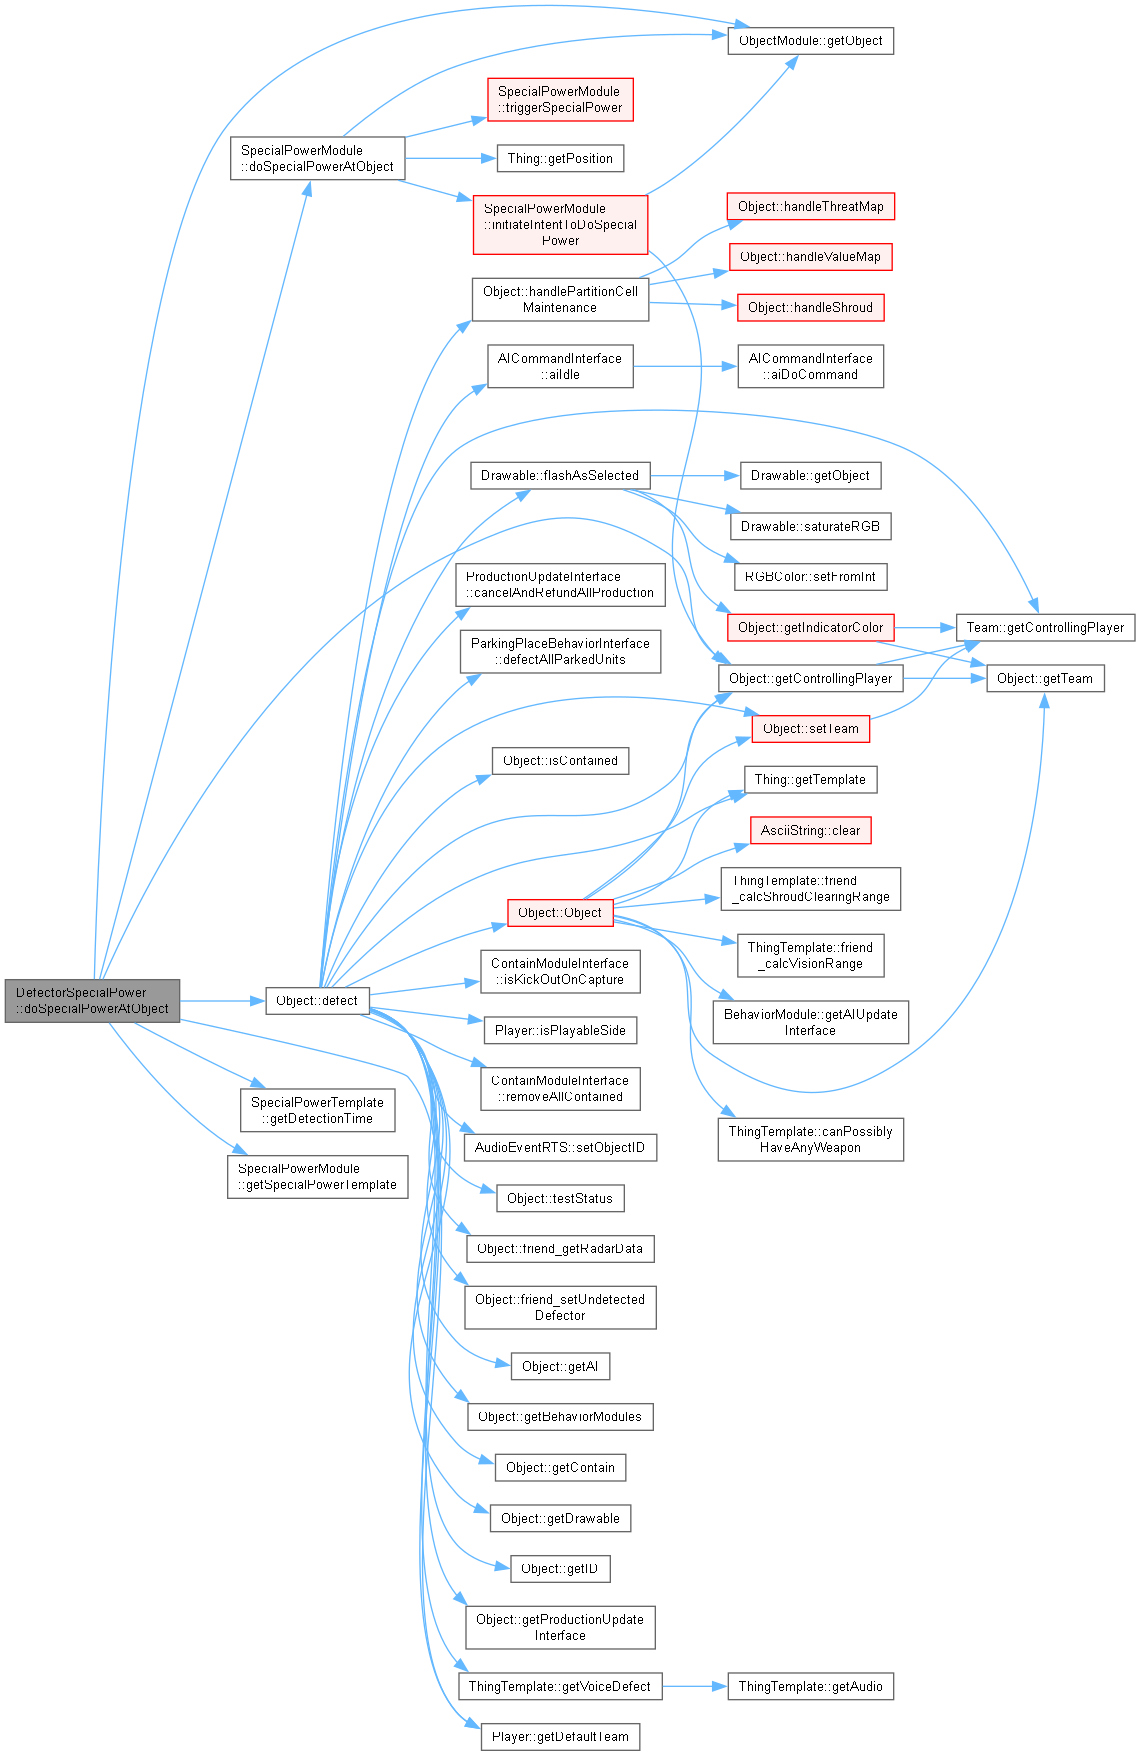 ObjectModule::getObject
SpecialPowerModule
::triggerSpecialPower
SpecialPowerModule
::doSpecialPowerAtObject
Thing::getPosition
SpecialPowerModule
::initiateIntentToDoSpecial
Power
Object::handleThreatMap
Object::handleValueMap
Object::handlePartitionCell
Maintenance
Object::handleShroud
AICommandInterface
::aiIdle
AICommandInterface
::aiDoCommand
Drawable::flashAsSelected
Drawable::getObject
Drawable::saturateRGB
ProductionUpdateInterface
::cancelAndRefundAllProduction
RGBColor::setFromInt
Object::getIndicatorColor
Team::getControllingPlayer
ParkingPlaceBehaviorInterface
::defectAllParkedUnits
Object::getControllingPlayer
Object::getTeam
Object::setTeam
Object::isContained
Thing::getTemplate
AsciiString::clear
ThingTemplate::friend
_calcShroudClearingRange
Object::Object
ThingTemplate::friend
_calcVisionRange
ContainModuleInterface
::isKickOutOnCapture
DefectorSpecialPower
::doSpecialPowerAtObject
Object::defect
BehaviorModule::getAIUpdate
Interface
Player::isPlayableSide
ContainModuleInterface
::removeAllContained
SpecialPowerTemplate
::getDetectionTime
ThingTemplate::canPossibly
HaveAnyWeapon
AudioEventRTS::setObjectID
SpecialPowerModule
::getSpecialPowerTemplate
Object::testStatus
Object::friend_getRadarData
Object::friend_setUndetected
Defector
Object::getAI
Object::getBehaviorModules
Object::getContain
Object::getDrawable
Object::getID
Object::getProductionUpdate
Interface
ThingTemplate::getVoiceDefect
ThingTemplate::getAudio
Player::getDefaultTeam